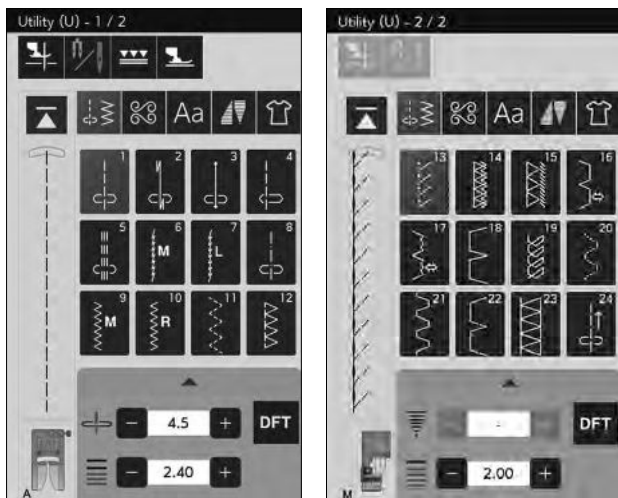 Utility (U) - 1 / 2
Aa
1 2 3 4
5 6 M 7 L 8
9 M 10 R 11 12
- 4.5 + DFT
- 2.40 +
A
Utility (U) - 2 / 2
Aa
13 14 15 16
17 18 19 20
21 22 23 24
- - + DFT
- 2.00 +
M